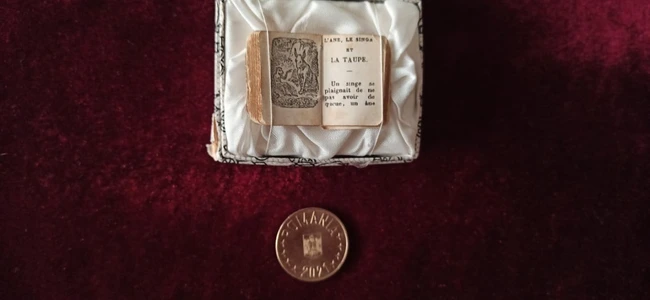 L'ANE, LE SINGE
ET
LA TAUPE.
Un singe se
plaignait de ne
pas avoir de
queue, un âne
ROMANIA
2021